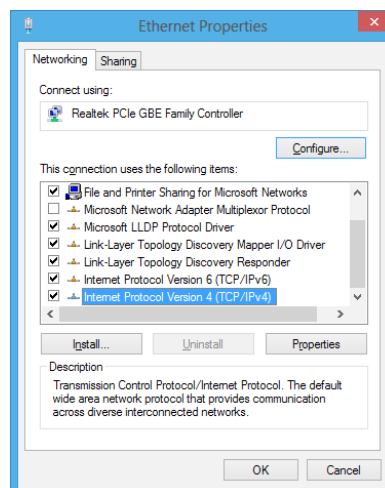 Ethernet Properties
Networking
Sharing
Connect using:
Realtek PCIe GBE Family Controller
Configure...
This connection uses the following items:
File and Printer Sharing for Microsoft Networks
Microsoft Network Adapter Multiplexor Protocol
Microsoft LLDP Protocol Driver
Link-Layer Topology Discovery Mapper I/O Driver
Link-Layer Topology Discovery Responder
Internet Protocol Version 6 (TCP/IPv6)
Internet Protocol Version 4 (TCP/IPv4)
Install...
Uninstall
Properties
Description
Transmission Control Protocol/Internet Protocol. The default
wide area network protocol that provides communication
across diverse interconnected networks.
OK
Cancel